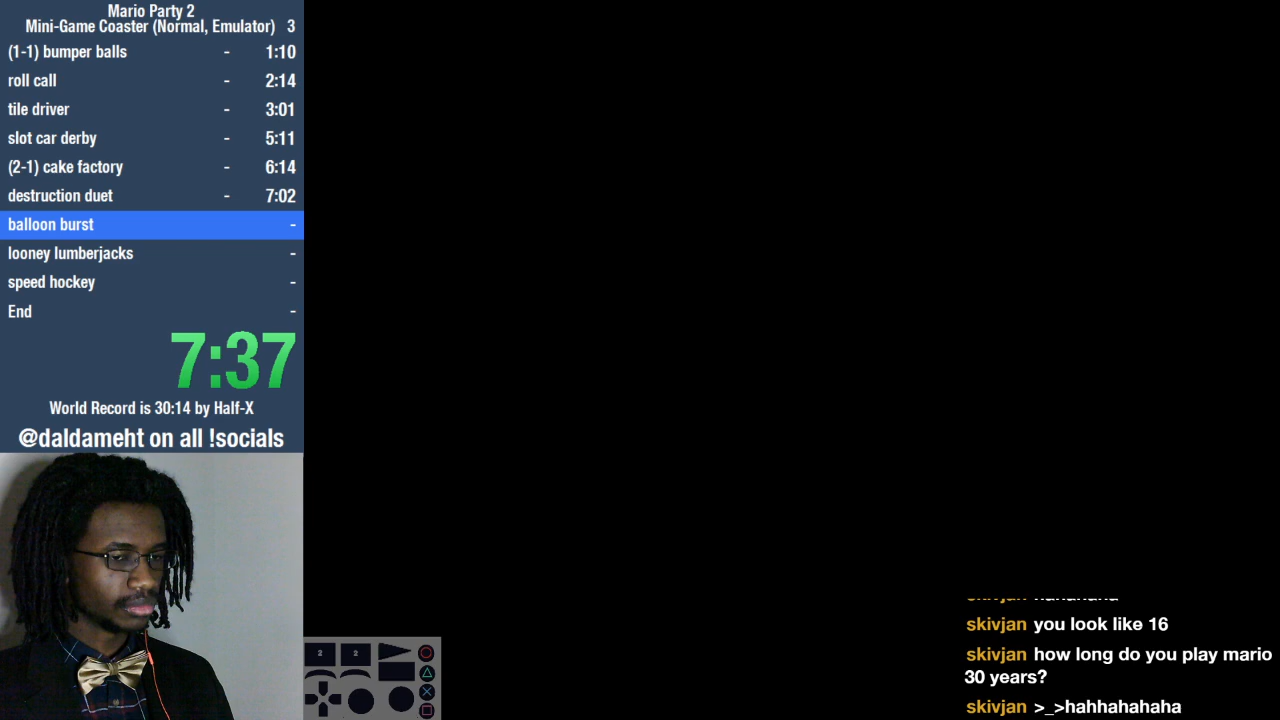 Mario Party 2
Mini-Game Coaster (Normal, Emulator) 3
(1-1) bumper balls - 1:10
roll call - 2:14
tile driver - 3:01
slot car derby - 5:11
(2-1) cake factory - 6:14
destruction duet - 7:02
balloon burst -
looney lumberjacks -
speed hockey -
End -
7:37
World Record is 30:14 by Half-X
@daldameht on all !socials
2 2
skivjan you look like 16
skivjan how long do you play mario
30 years?
skivjan >_>hahhahahaha